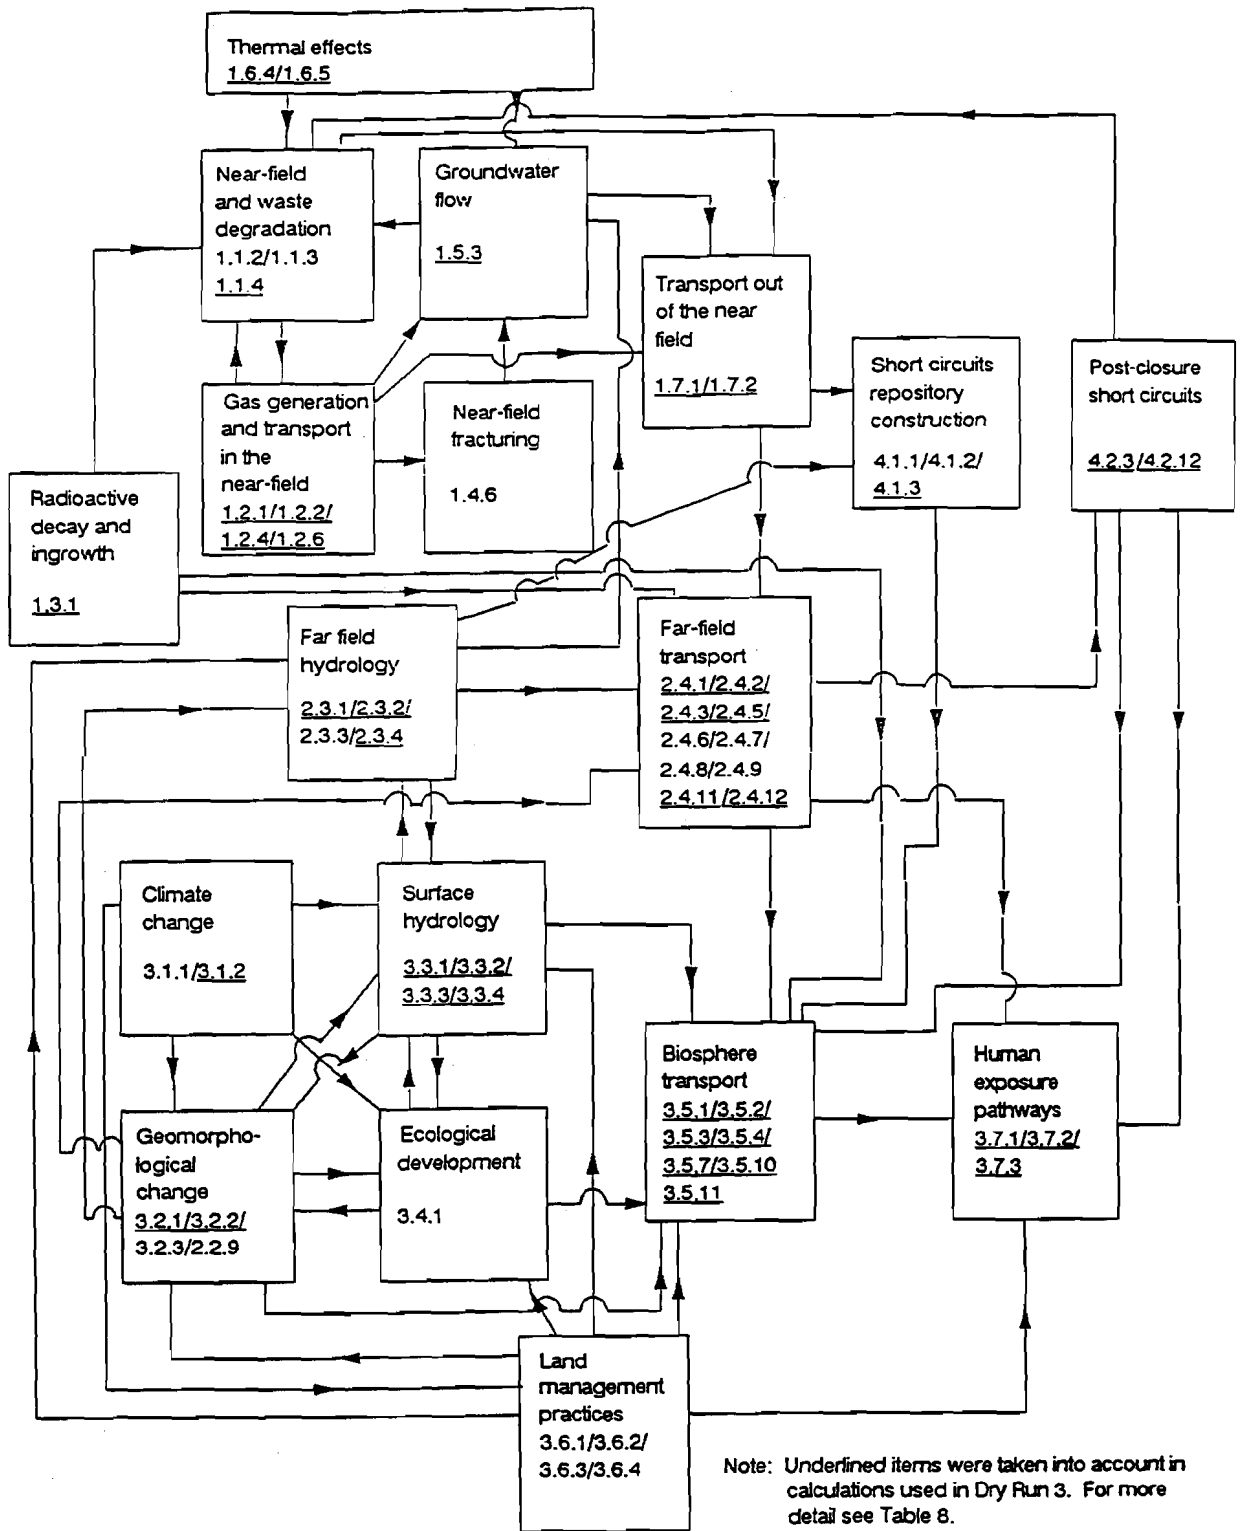 Thermal effects
1.6.4/1.6.5
Near-field
and waste
degradation
1.1.2/1.1.3
1.1.4
Groundwater
flow
1.5.3
Transport out
of the near
field
1.7.1/1.7.2
Short circuits
repository
construction
4.1.1/4.1.2/
4.1.3
Post-closure
short circuits
4.2.3/4.2.12
Gas generation
and transport
in the
near-field
1.2.1/1.2.2/
1.2.4/1.2.6
Near-field
fracturing
1.4.6
Radioactive
decay and
ingrowth
1.3.1
Far field
hydrology
2.3.1/2.3.2/
2.3.3/2.3.4
Far-field
transport
2.4.1/2.4.2/
2.4.3/2.4.5/
2.4.6/2.4.7/
2.4.8/2.4.9
2.4.11/2.4.12
Climate
change
3.1.1/3.1.2
Surface
hydrology
3.3.1/3.3.2/
3.3.3/3.3.4
Biosphere
transport
3.5.1/3.5.2/
3.5.3/3.5.4/
3.5.7/3.5.10
3.5.11
Human
exposure
pathways
3.7.1/3.7.2/
3.7.3
Geomorpho-
logical
change
3.2.1/3.2.2/
3.2.3/2.2.9
Ecological
development
3.4.1
Land
management
practices
3.6.1/3.6.2/
3.6.3/3.6.4
Note: Underlined items were taken into account in
calculations used in Dry Run 3. For more
detail see Table 8.